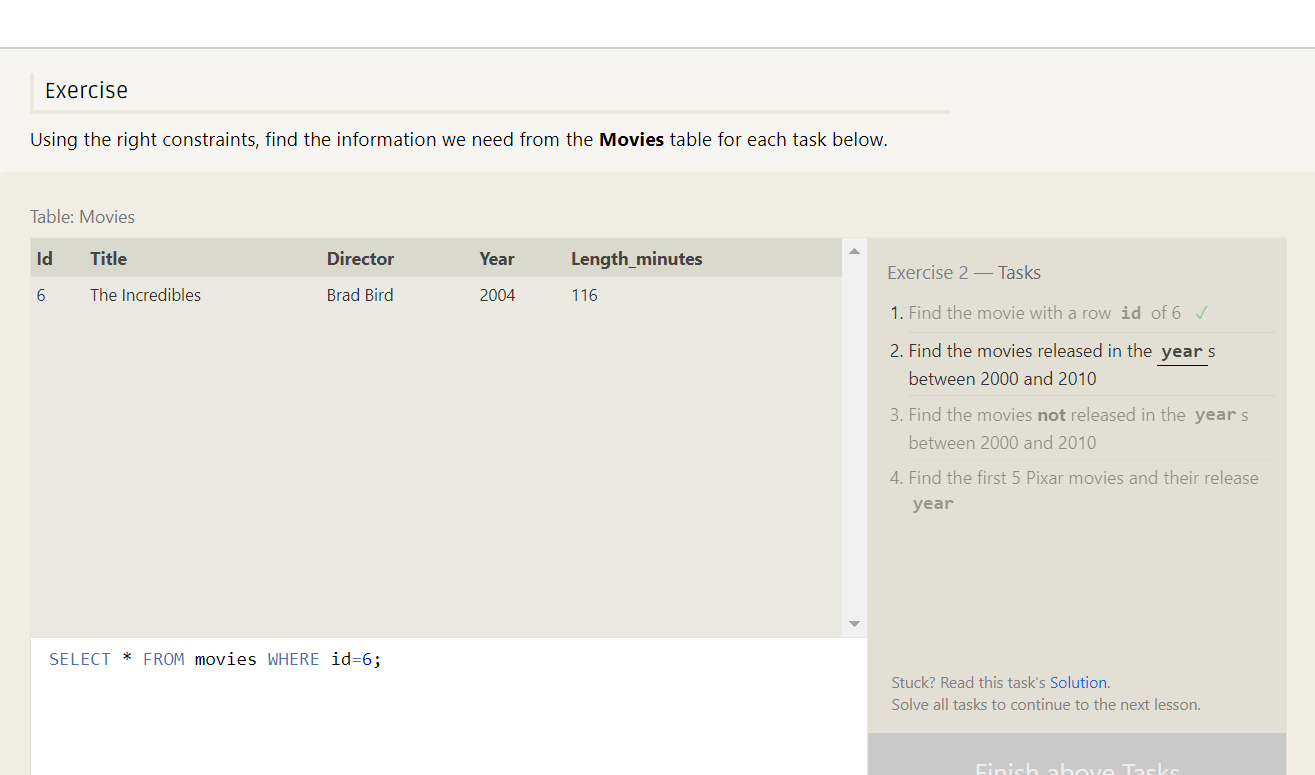 Exercise
Using the right constraints, find the information we need from the Movies table for each task below.
Table: Movies
Id Title Director Year Length_minutes
6 The Incredibles Brad Bird 2004 116
Exercise 2 — Tasks
1. Find the movie with a row id of 6 ✓
2. Find the movies released in the year s
between 2000 and 2010
3. Find the movies not released in the year s
between 2000 and 2010
4. Find the first 5 Pixar movies and their release
year
SELECT * FROM movies WHERE id=6;
Stuck? Read this task's Solution.
Solve all tasks to continue to the next lesson.
Finish above Tasks